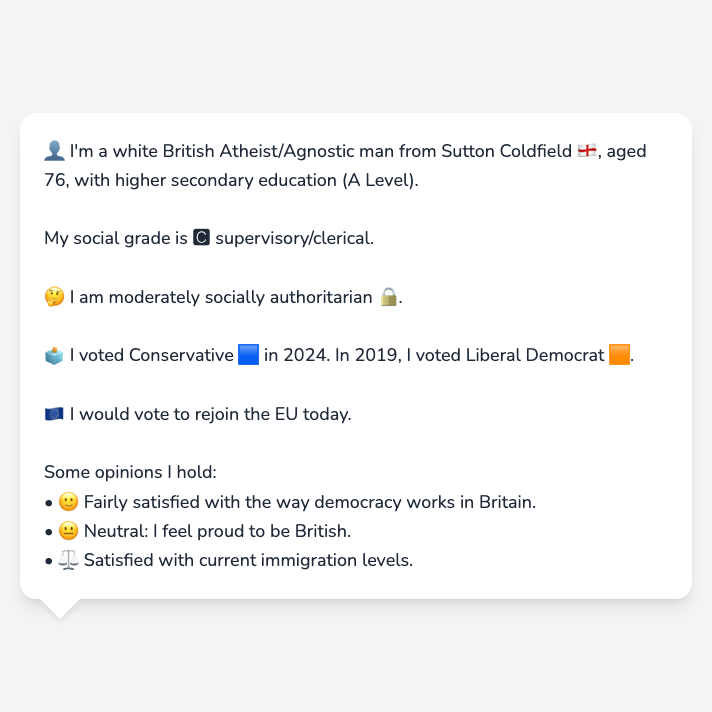 👤 I'm a white British Atheist/Agnostic man from Sutton Coldfield 🏴󠁧󠁢󠁥󠁮󠁧󠁿, aged
76, with higher secondary education (A Level).
My social grade is 🅲 supervisory/clerical.
🤔 I am moderately socially authoritarian 🔒.
🗳️ I voted Conservative 🟦 in 2024. In 2019, I voted Liberal Democrat 🟧.
🇪🇺 I would vote to rejoin the EU today.
Some opinions I hold:
• 🙂 Fairly satisfied with the way democracy works in Britain.
• 😐 Neutral: I feel proud to be British.
• ⚖️ Satisfied with current immigration levels.